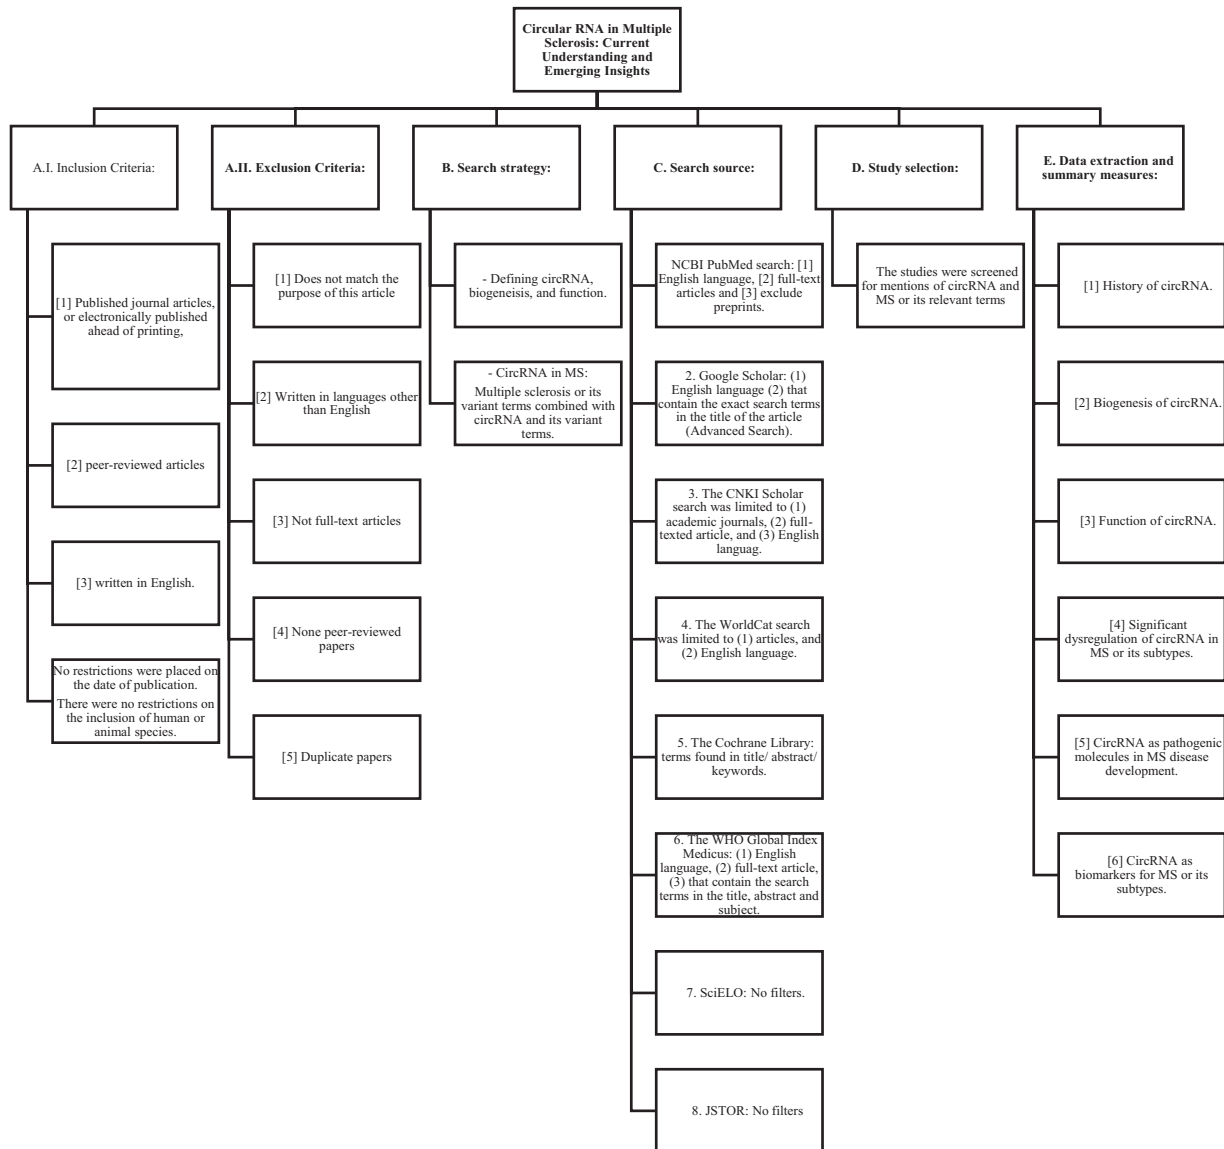 Circular RNA in Multiple
Sclerosis: Current
Understanding and
Emerging Insights
A.I. Inclusion Criteria:
[1] Published journal articles,
or electronically published
ahead of printing,
[2] peer-reviewed articles
[3] written in English.
No restrictions were placed on
the date of publication.
There were no restrictions on
the inclusion of human or
animal species.
A.II. Exclusion Criteria:
[1] Does not match the
purpose of this article
[2] Written in languages other
than English
[3] Not full-text articles
[4] None peer-reviewed
papers
[5] Duplicate papers
B. Search strategy:
- Defining circRNA,
biogeneisis, and function.
- CircRNA in MS:
Multiple sclerosis or its
variant terms combined with
circRNA and its variant
terms.
C. Search source:
NCBI PubMed search: [1]
English language, [2] full-text
articles and [3] exclude
preprints.
2. Google Scholar: (1)
English language (2) that
contain the exact search terms
in the title of the article
(Advanced Search).
3. The CNKI Scholar
search was limited to (1)
academic journals, (2) full-
texted article, and (3) English
languag.
4. The WorldCat search
was limited to (1) articles, and
(2) English language.
5. The Cochrane Library:
terms found in title/ abstract/
keywords.
6. The WHO Global Index
Medicus: (1) English
language, (2) full-text article,
(3) that contain the search
terms in the title, abstract and
subject.
7. SciELO: No filters.
8. JSTOR: No filters
D. Study selection:
The studies were screened
for mentions of circRNA and
MS or its relevant terms
E. Data extraction and
summary measures:
[1] History of circRNA.
[2] Biogenesis of circRNA.
[3] Function of circRNA.
[4] Significant
dysregulation of circRNA in
MS or its subtypes.
[5] CircRNA as pathogenic
molecules in MS disease
development.
[6] CircRNA as
biomarkers for MS or its
subtypes.